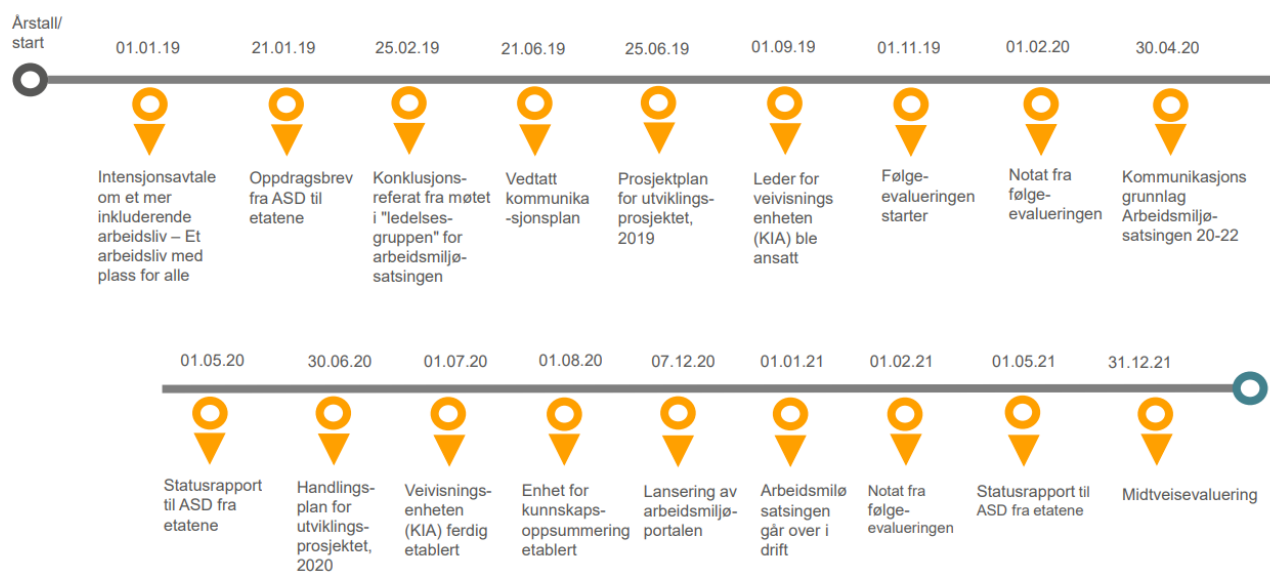 Årstall/
start
01.01.19
21.01.19
25.02.19
21.06.19
25.06.19
01.09.19
01.11.19
01.02.20
30.04.20
Intensjonsavtale
om et mer
inkluderende
arbeidsliv – Et
arbeidsliv med
plass for alle
Oppdragsbrev
fra ASD til
etatene
Konklusjons-
referat fra møtet
i "ledelses-
gruppen" for
arbeidsmiljø-
satsingen
Vedtatt
kommunika
-sjonsplan
Prosjektplan
for utviklings-
prosjektet,
2019
Leder for
veivisnings
enheten
(KIA) ble
ansatt
Følge-
evalueringen
starter
Notat fra
følge-
evalueringen
Kommunikasjons
grunnlag
Arbeidsmiljø-
satsingen 20-22
01.05.20
30.06.20
01.07.20
01.08.20
07.12.20
01.01.21
01.02.21
01.05.21
31.12.21
Statusrapport
til ASD fra
etatene
Handlings-
plan for
utviklings-
prosjektet,
2020
Veivisnings-
enheten
(KIA) ferdig
etablert
Enhet for
kunnskaps-
oppsummering
etablert
Lansering av
arbeidsmiljø-
portalen
Arbeidsmilø
satsingen
går over i
drift
Notat fra
følge-
evalueringen
Statusrapport til
ASD fra etatene
Midtveisevaluering